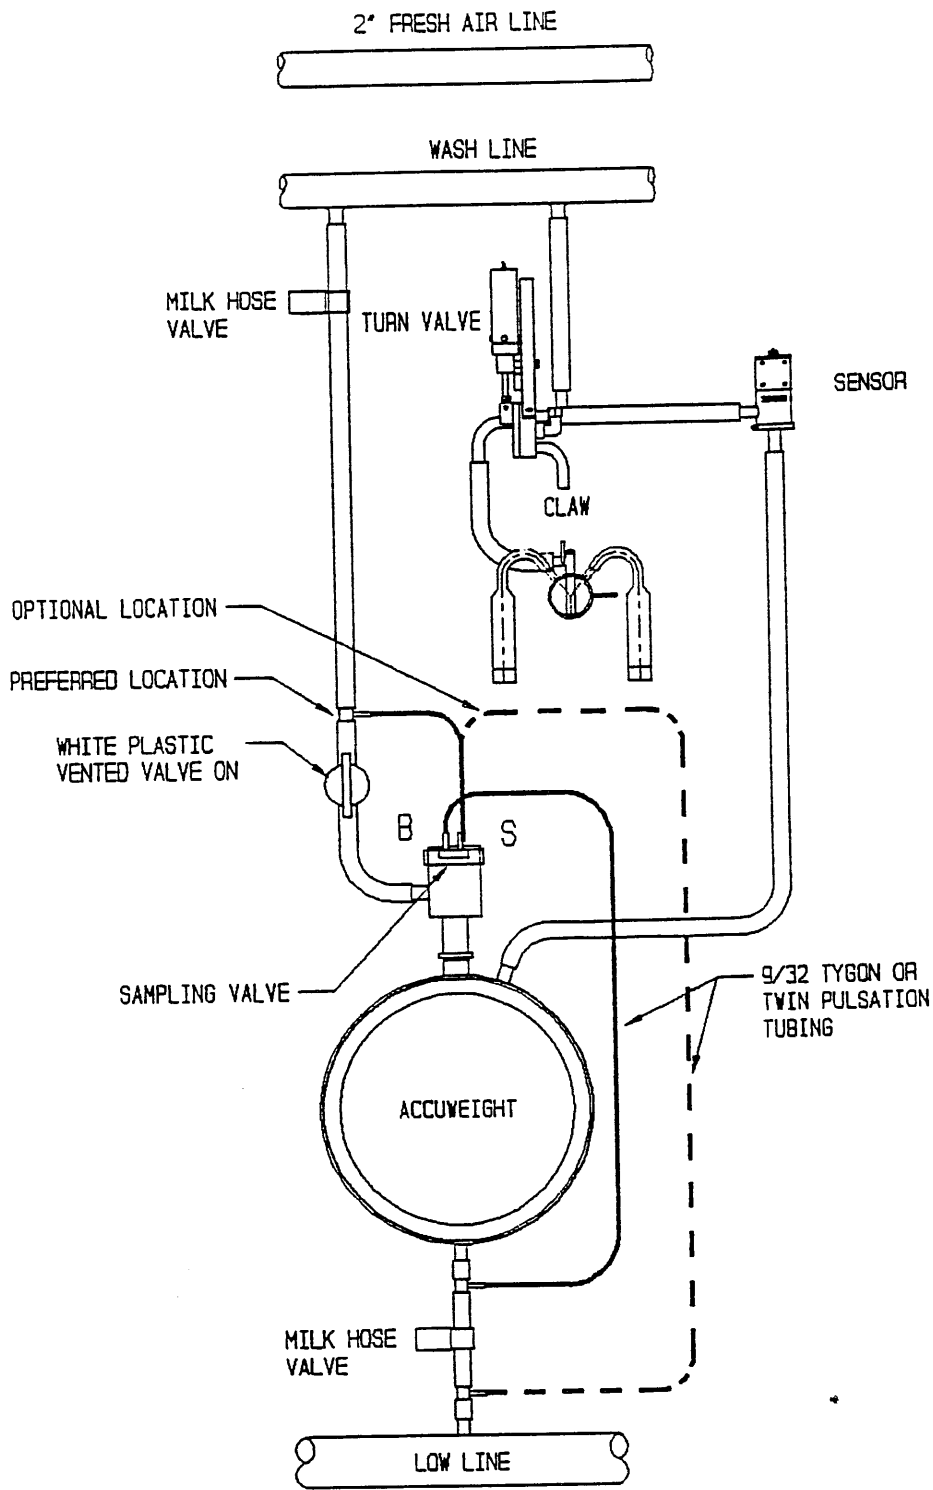 2" FRESH AIR LINE
WASH LINE
MILK HOSE
VALVE
TURN VALVE
SENSOR
CLAW
OPTIONAL LOCATION
PREFERRED LOCATION
WHITE PLASTIC
VENTED VALVE ON
B
S
SAMPLING VALVE
9/32 TYGON OR
TWIN PULSATION
TUBING
ACCUWEIGHT
MILK HOSE
VALVE
LOW LINE